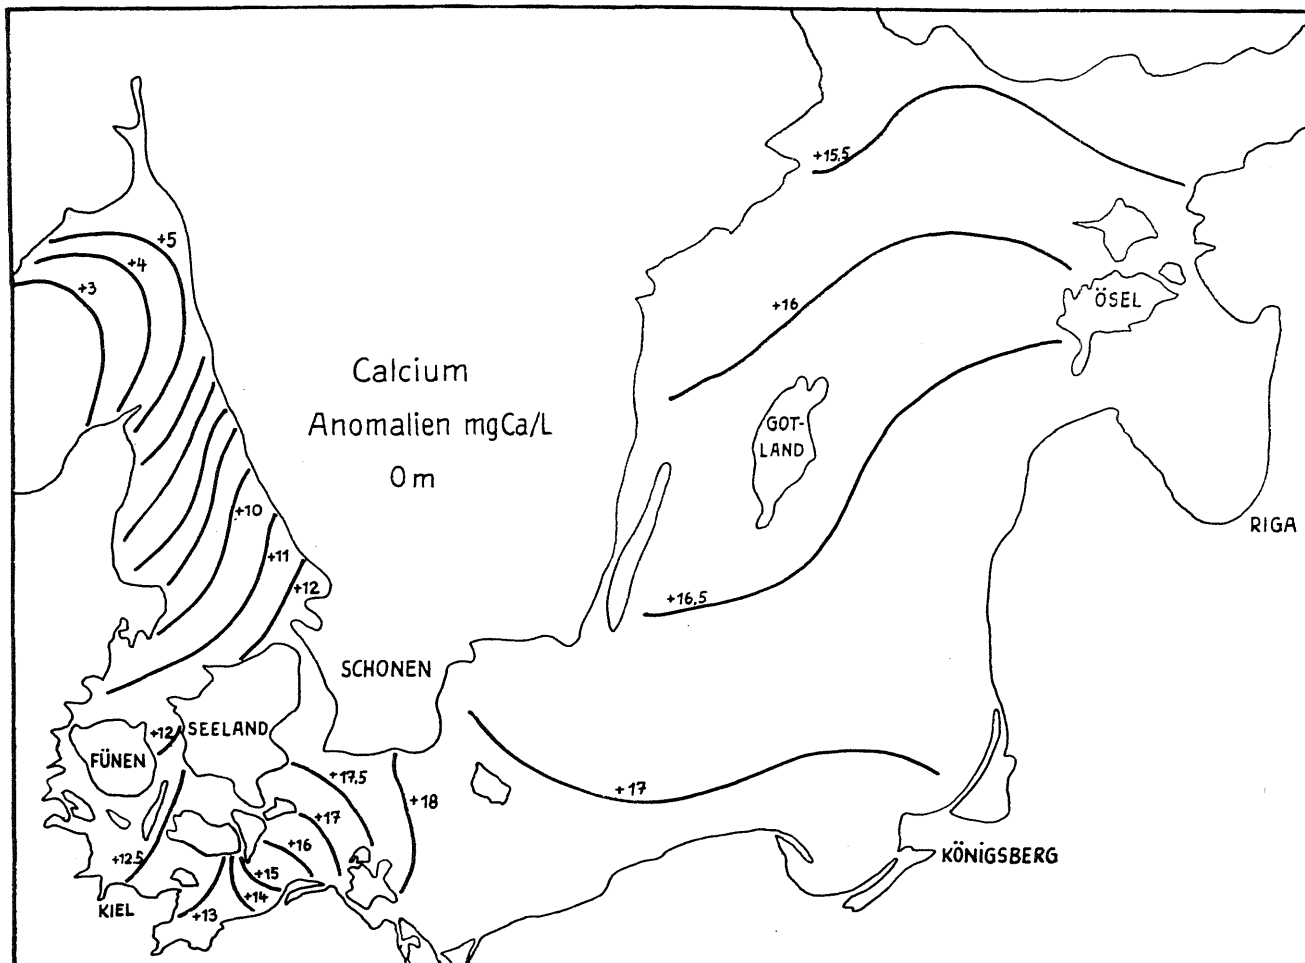 +15,5
+5
+4
+3
+16
ÖSEL
Calcium
Anomalien mgCa/L
0m
GOT-
LAND
+10
RIGA
+11
+12
+16,5
SCHONEN
+12
SEELAND
FÜNEN
+17,5
+18
+17
+17
+16
+12.5
+15
+14
+13
KIEL
KÖNIGSBERG